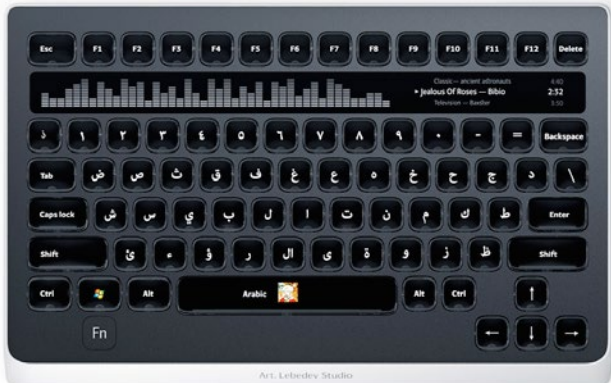 Esc F1 F2 F3 F4 F5 F6 F7 F8 F9 F10 F11 F12 Delete
Classic — ancient astronauts 4:40
Jealous Of Roses — Bibio 2:32
Television — Baxdler 3:50
ذ ١ ٢ ٣ ٤ ٥ ٦ ٧ ٨ ٩ ٠ - = Backspace
Tab ض ص ث ق ف غ ع ه خ ح ج د \
Caps lock ش س ي ب ل ا ت ن م ك ط Enter
Shift ئ ء ؤ ر لا ى ة و ز ظ Shift
Ctrl Alt Arabic Alt Ctrl ↑
Fn ← ↓ →
Art. Lebedev Studio